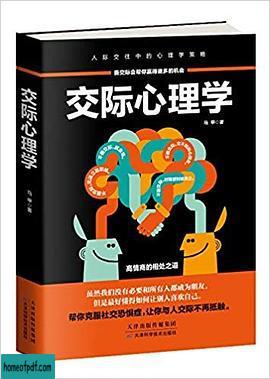 人际交往中的心理学策略
善交际会帮你赢得更多的机会
交际心理学
马华◎著
高情商的相处之道
虽然我们没有必要和所有人都成为朋友，
但是最好懂得如何让别人喜欢自己。
帮你克服社交恐惧症，让你与人交际不再抵触。
天津出版传媒集团
天津科学技术出版社
交际心理学
homeofpdf.com